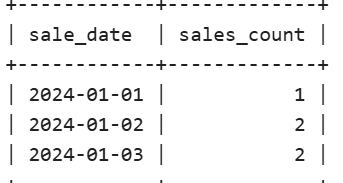 +------------+-------------+
| sale_date  | sales_count |
+------------+-------------+
| 2024-01-01 |           1 |
| 2024-01-02 |           2 |
| 2024-01-03 |           2 |